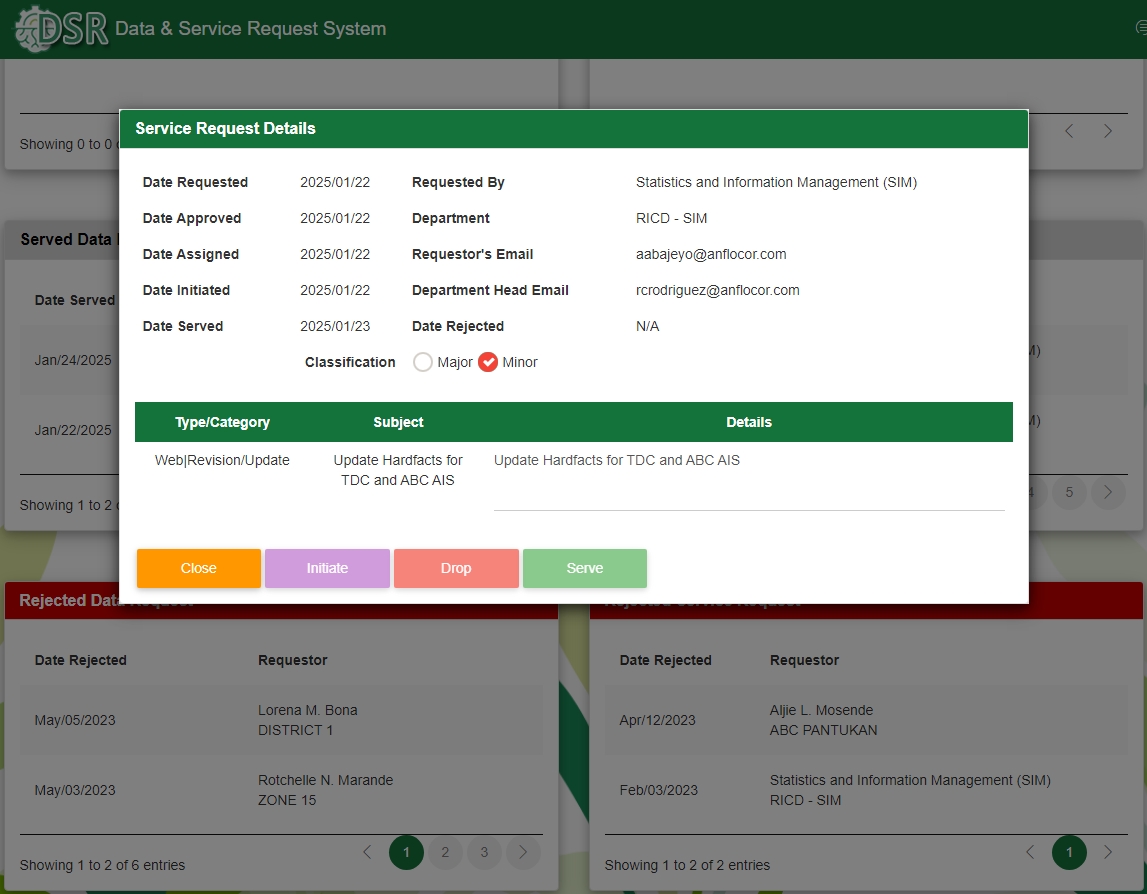 DSR Data & Service Request System
Showing 0 to 0
Service Request Details
Date Requested 2025/01/22 Requested By Statistics and Information Management (SIM)
Date Approved 2025/01/22 Department RICD - SIM
Date Assigned 2025/01/22 Requestor's Email aabajeyo@anflocor.com
Date Initiated 2025/01/22 Department Head Email rcrodriguez@anflocor.com
Date Served 2025/01/23 Date Rejected N/A
Classification Major Minor
Type/Category Subject Details
Web|Revision/Update Update Hardfacts for TDC and ABC AIS Update Hardfacts for TDC and ABC AIS
Close Initiate Drop Serve
Served Data
Date Served
Jan/24/2025
Jan/22/2025
Showing 1 to 2
5
Rejected Data Request
Date Rejected Requestor
May/05/2023 Lorena M. Bona
DISTRICT 1
May/03/2023 Rotchelle N. Marande
ZONE 15
Showing 1 to 2 of 6 entries
1 2 3
Rejected Service Request
Date Rejected Requestor
Apr/12/2023 Aljie L. Mosende
ABC PANTUKAN
Feb/03/2023 Statistics and Information Management (SIM)
RICD - SIM
Showing 1 to 2 of 2 entries
1